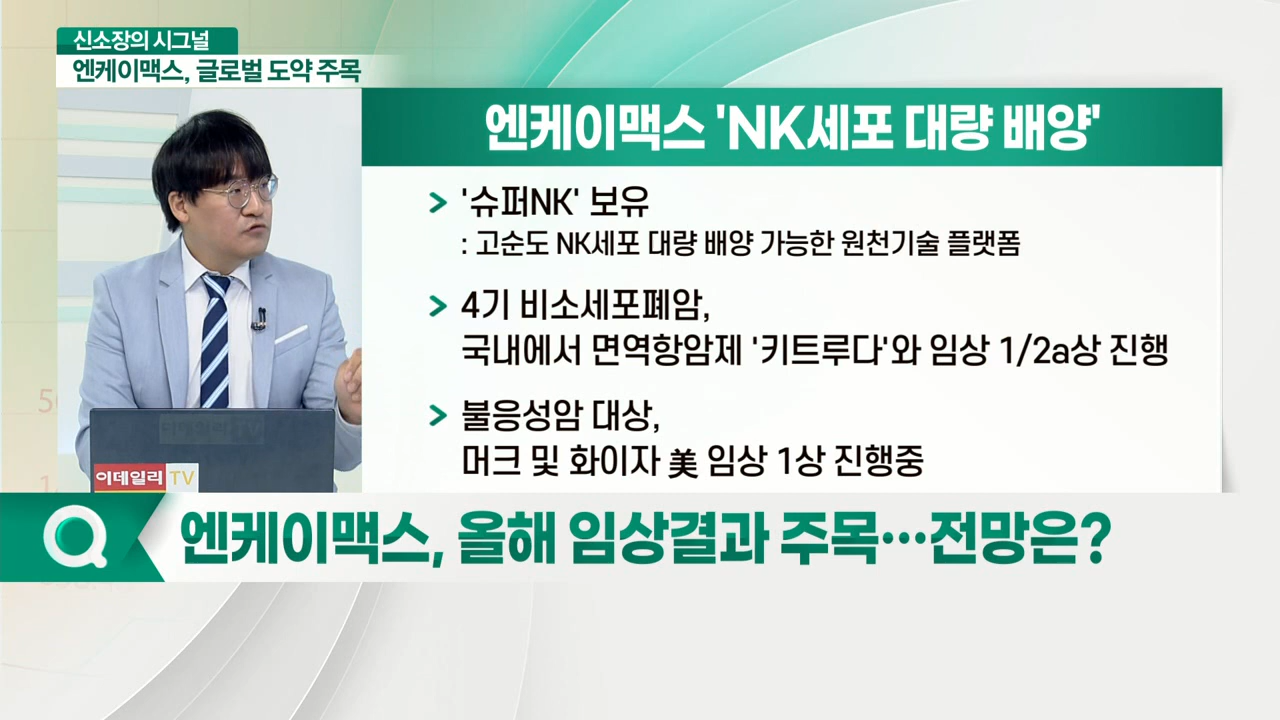 신소장의 시그널
엔케이맥스, 글로벌 도약 주목
엔케이맥스 'NK세포 대량 배양'
'슈퍼NK' 보유
: 고순도 NK세포 대량 배양 가능한 원천기술 플랫폼
4기 비소세포폐암,
국내에서 면역항암제 '키트루다'와 임상 1/2a상 진행
불응성암 대상,
머크 및 화이자 美 임상 1상 진행중
이데일리 TV
엔케이맥스, 올해 임상결과 주목…전망은?